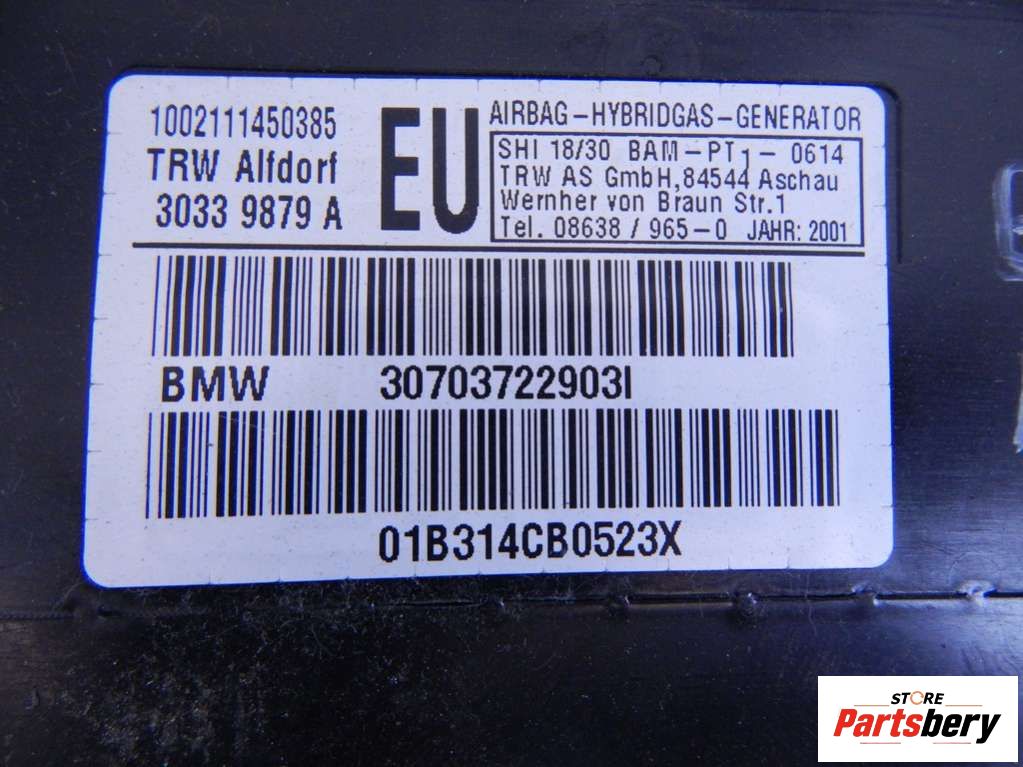 1002111450385
TRW Alfdorf
3033 9879 A
EU
AIRBAG-HYBRIDGAS-GENERATOR
SHI 18/30 BAM-PT1-0614
TRW AS GmbH,84544 Aschau
Wernher von Braun Str.1
Tel. 08638 / 965-0 JAHR: 2001
BMW 30703722903I
01B314CB0523X
STORE
Partsbery